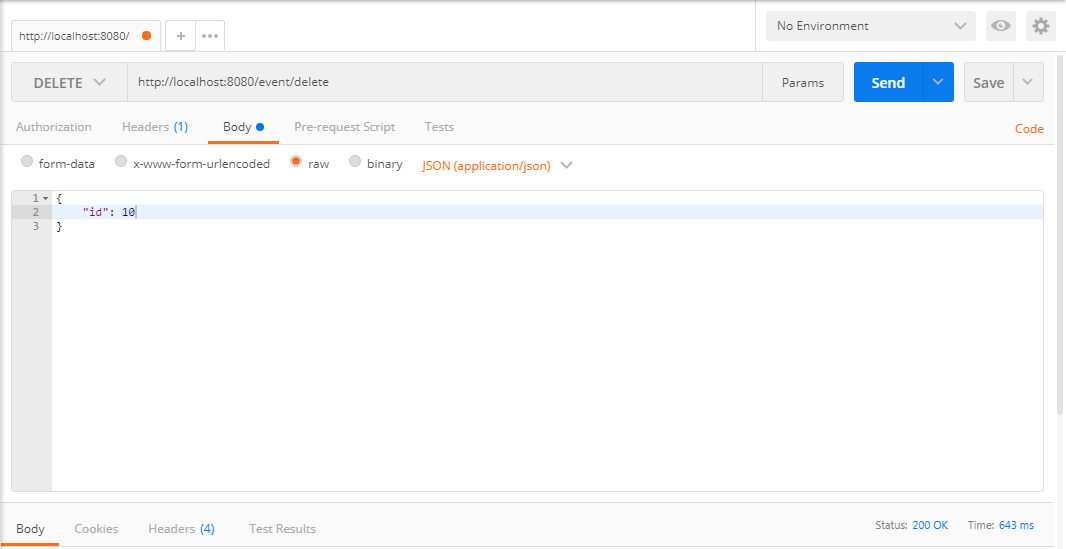 http://localhost:8080/
No Environment
DELETE http://localhost:8080/event/delete Params Send Save
Authorization Headers (1) Body Pre-request Script Tests Code
form-data x-www-form-urlencoded raw binary JSON (application/json)
1 {
2 "id": 10
3 }
Body Cookies Headers (4) Test Results Status: 200 OK Time: 643 ms